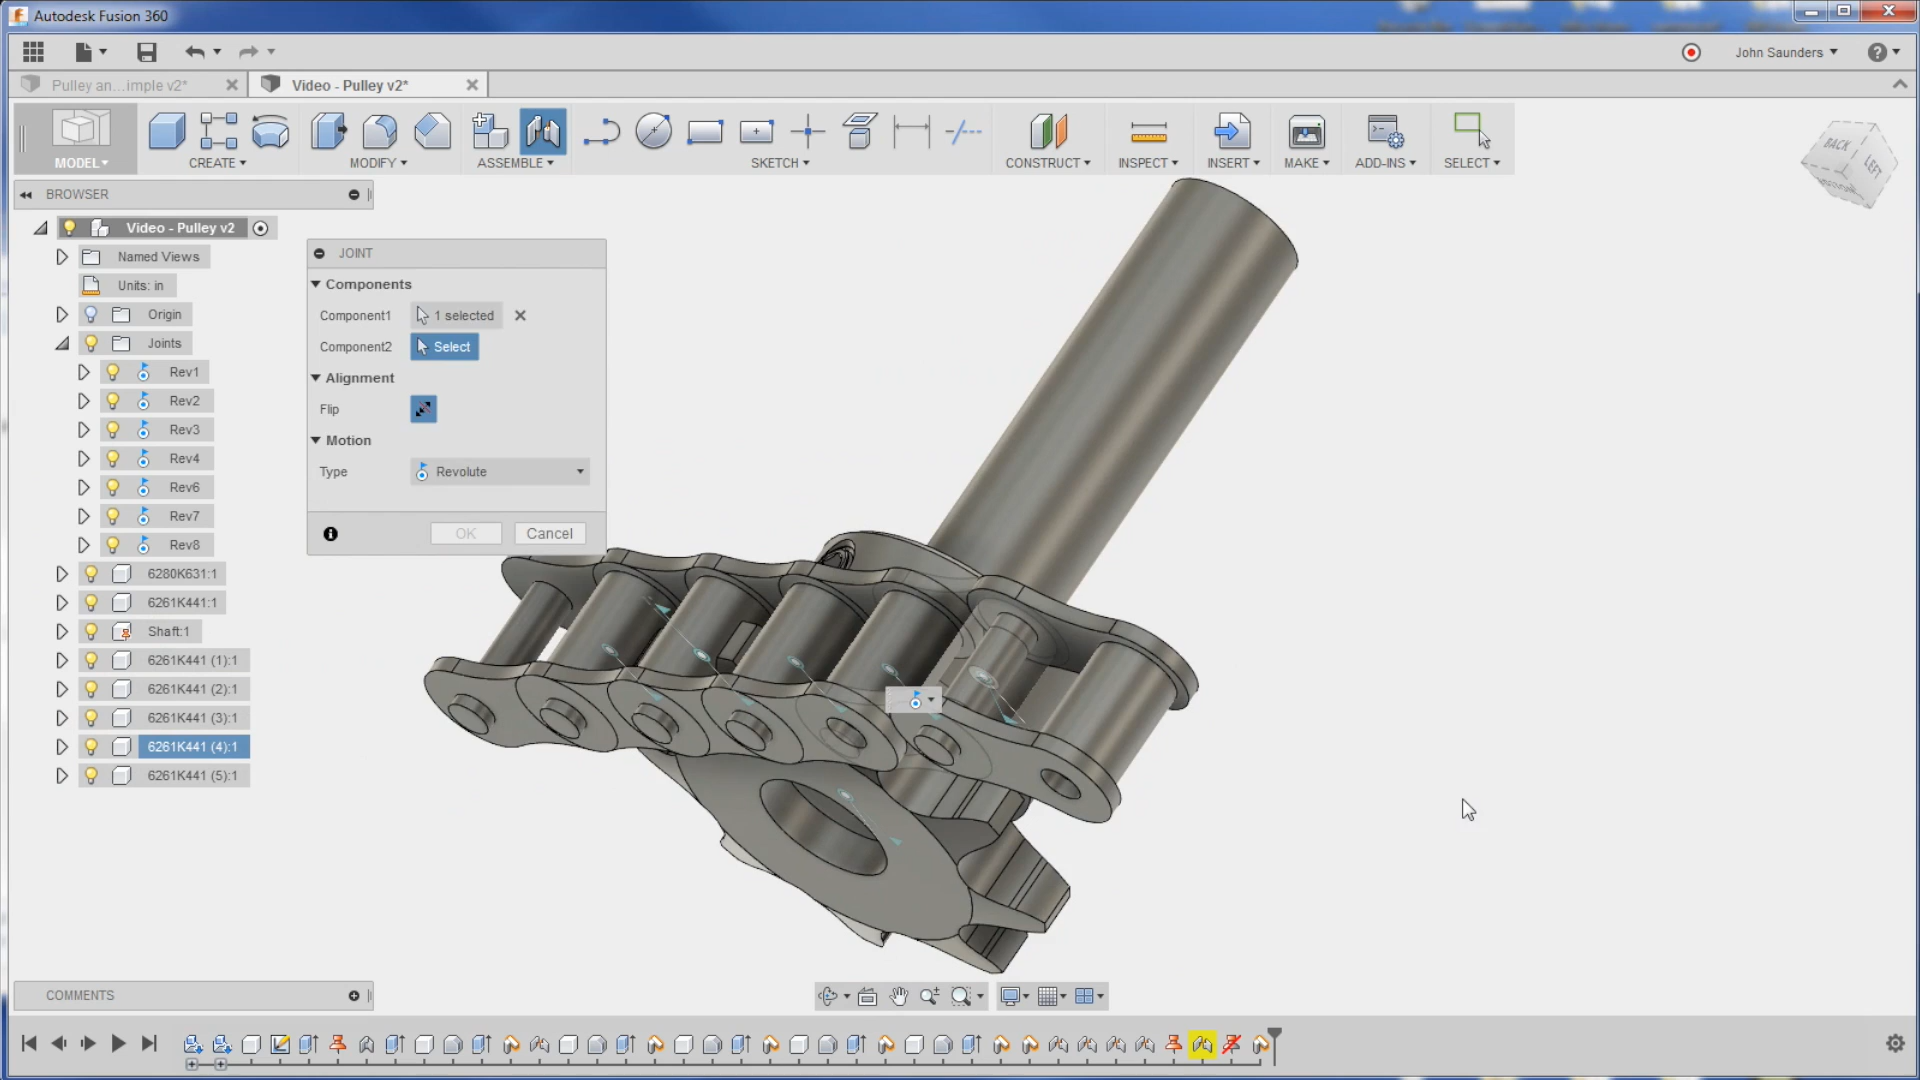 Autodesk Fusion 360
John Saunders
Pulley an...imple v2*
Video - Pulley v2*
MODEL
CREATE
MODIFY
ASSEMBLE
SKETCH
CONSTRUCT
INSPECT
INSERT
MAKE
ADD-INS
SELECT
BACK
LEFT
BROWSER
Video - Pulley v2
Named Views
Units: in
Origin
Joints
Rev1
Rev2
Rev3
Rev4
Rev6
Rev7
Rev8
6280K631:1
6261K441:1
Shaft:1
6261K441 (1):1
6261K441 (2):1
6261K441 (3):1
6261K441 (4):1
6261K441 (5):1
JOINT
Components
Component1 1 selected
Component2 Select
Alignment
Flip
Motion
Type Revolute
OK Cancel
COMMENTS